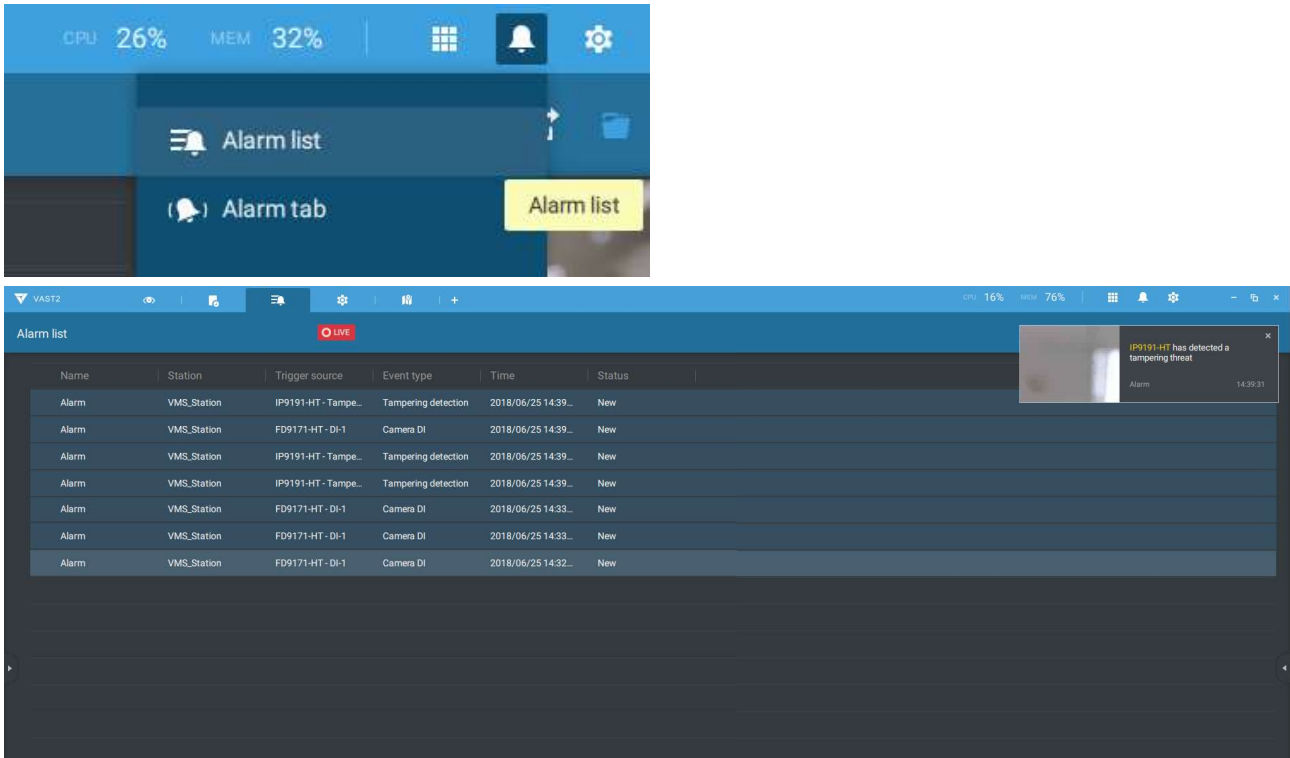 CPU 26% MEM 32%
Alarm list
Alarm tab
Alarm list
VAST2
CPU 16% MEM 76%
Alarm list
LIVE
IP9191-HT has detected a
tampering threat
Alarm 14:39:31
Name Station Trigger source Event type Time Status
Alarm VMS_Station IP9191-HT - Tampe... Tampering detection 2018/06/25 14:39... New
Alarm VMS_Station FD9171-HT - DI-1 Camera DI 2018/06/25 14:39... New
Alarm VMS_Station IP9191-HT - Tampe... Tampering detection 2018/06/25 14:39... New
Alarm VMS_Station IP9191-HT - Tampe... Tampering detection 2018/06/25 14:39... New
Alarm VMS_Station FD9171-HT - DI-1 Camera DI 2018/06/25 14:33... New
Alarm VMS_Station FD9171-HT - DI-1 Camera DI 2018/06/25 14:33... New
Alarm VMS_Station FD9171-HT - DI-1 Camera DI 2018/06/25 14:32... New